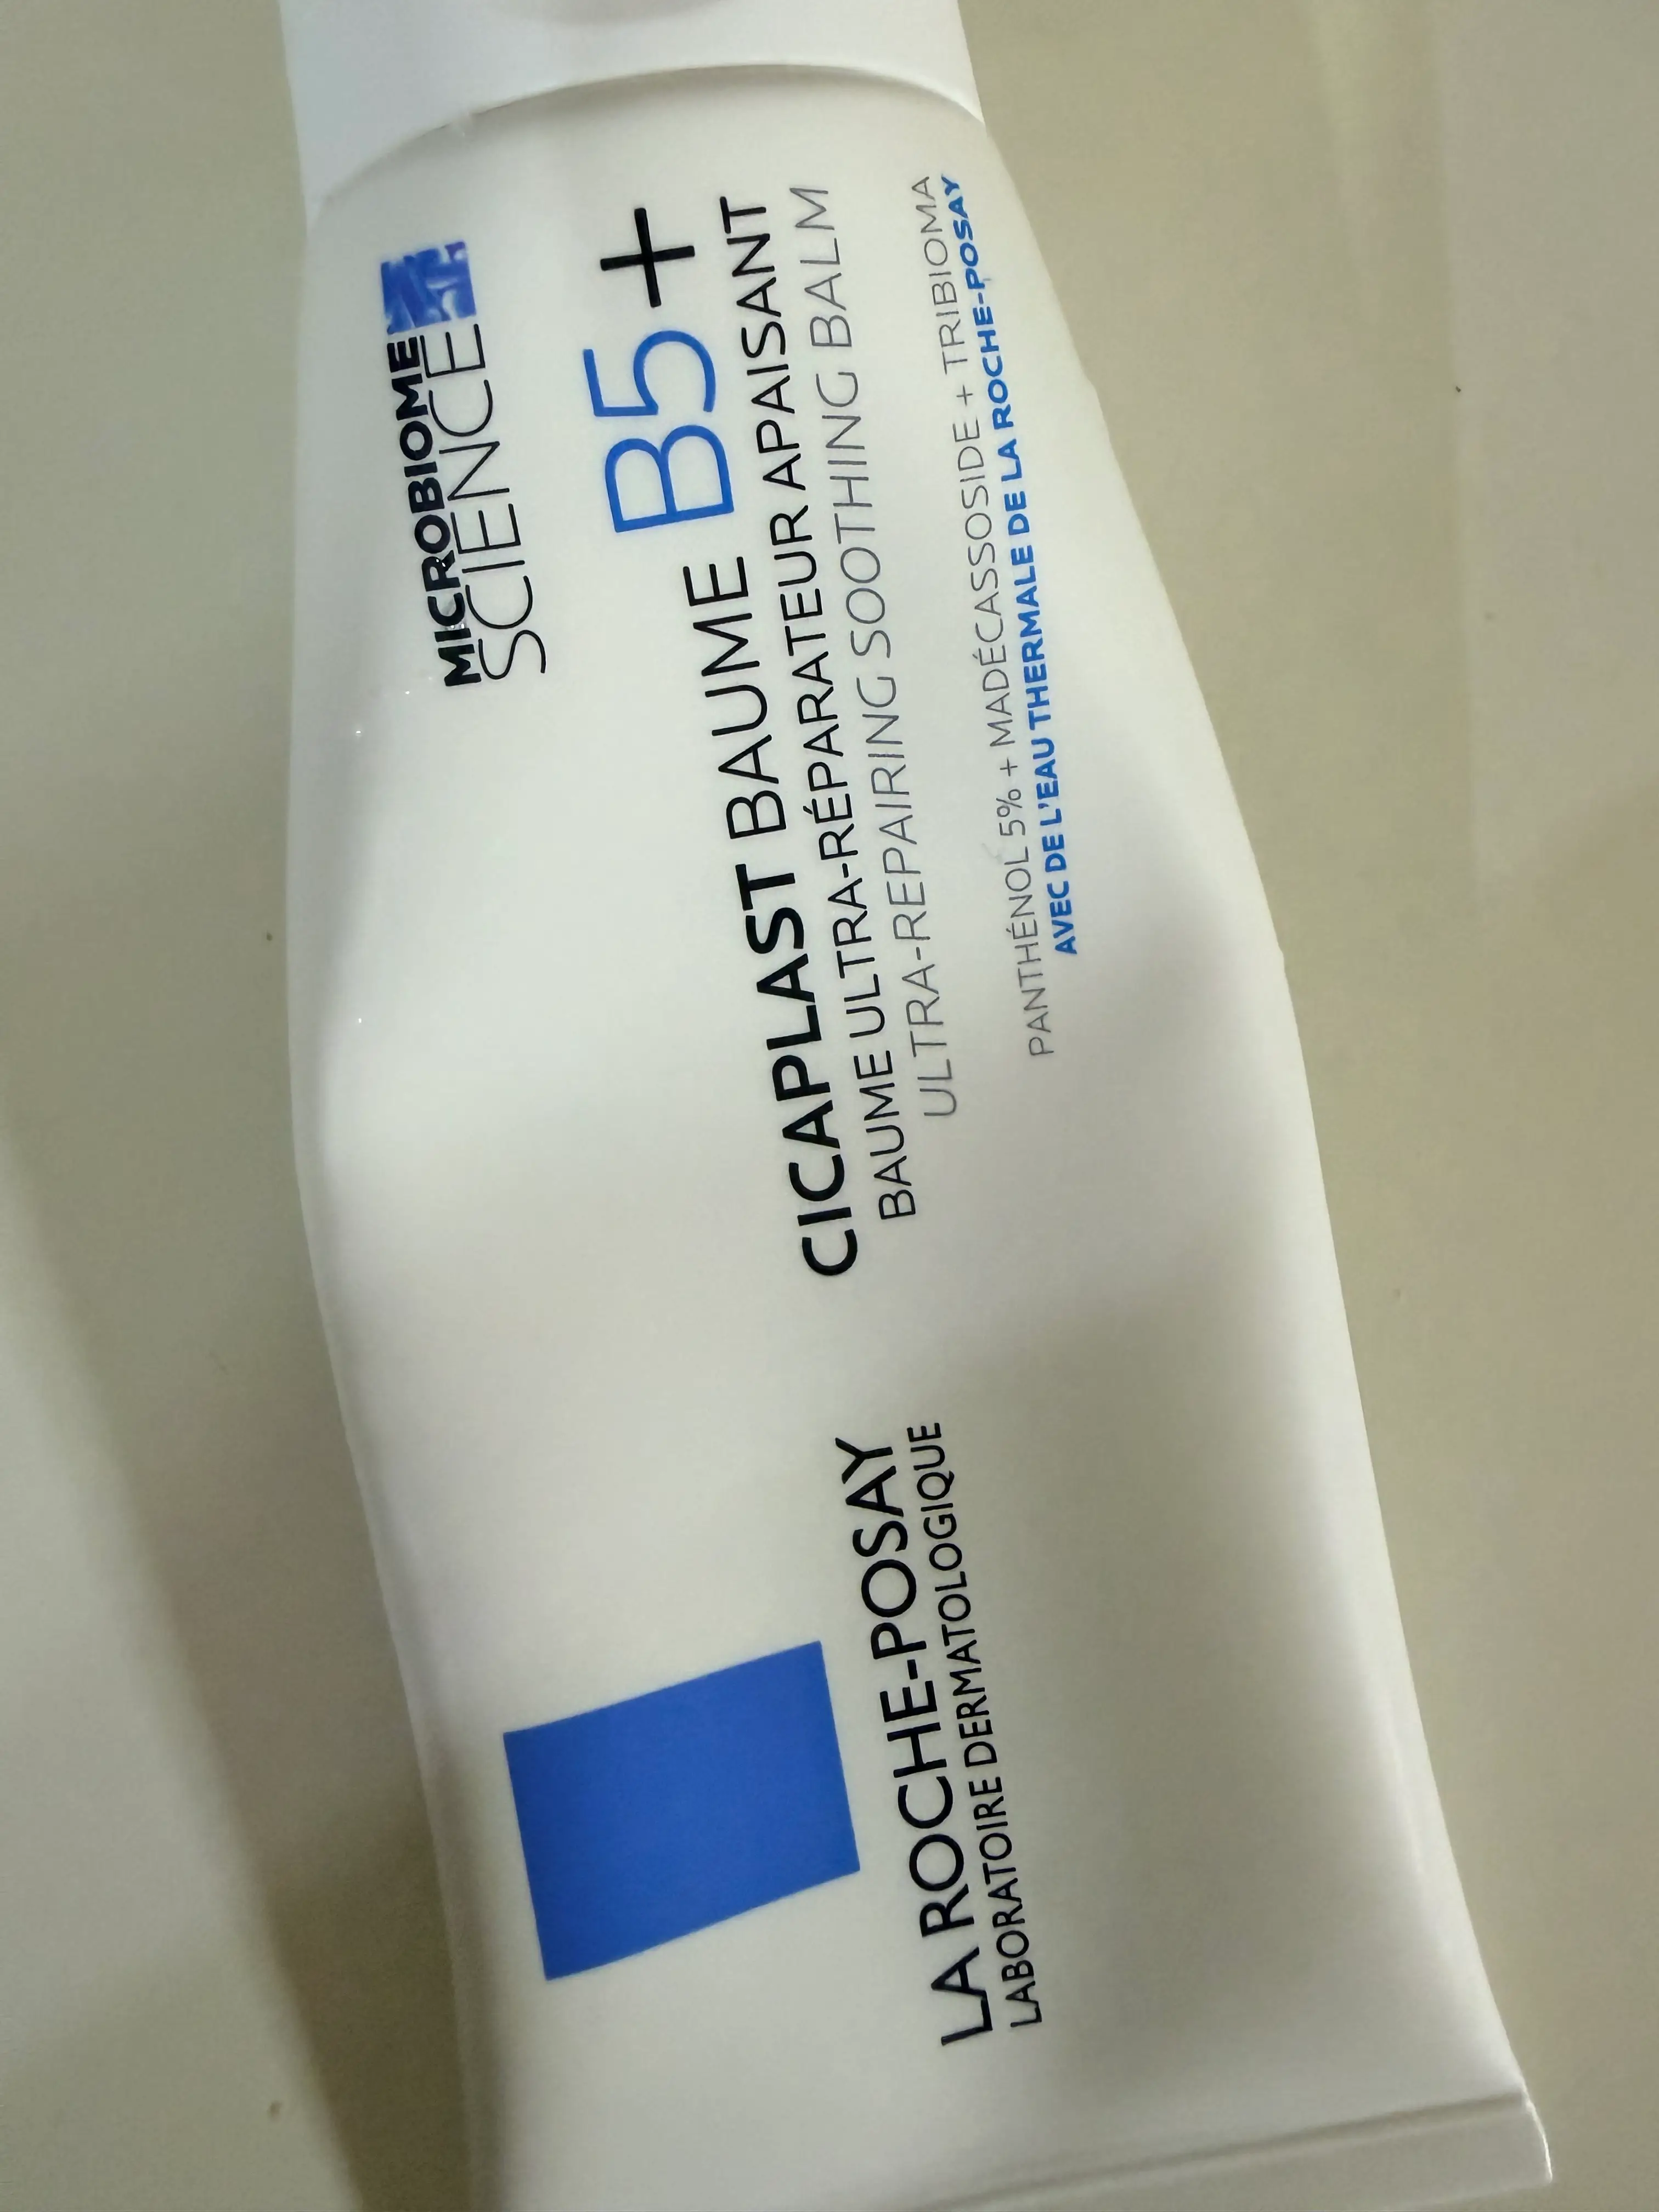 LA ROCHE-POSAY
LABORATOIRE DERMATOLOGIQUE
MICROBIOME
SCIENCE
CICAPLAST BAUME B5+
BAUME ULTRA-RÉPARATEUR APAISANT
ULTRA-REPAIRING SOOTHING BALM
PANTHÉNOL 5% + MADÉCASSOSIDE + TRIBIOMA
AVEC DE L'EAU THERMALE DE LA ROCHE-POSAY